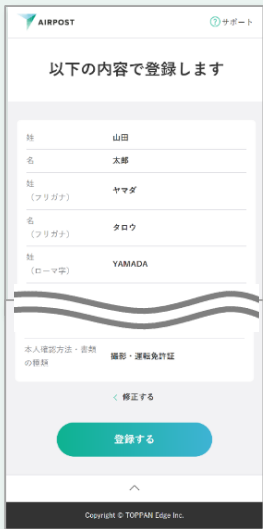 AIRPOST
?サポート
以下の内容で登録します
姓 山田
名 太郎
姓
(フリガナ) ヤマダ
名
(フリガナ) タロウ
姓
(ローマ字) YAMADA
本人確認方法・書類
の種類 撮影・運転免許証
< 修正する
登録する
Copyright © TOPPAN Edge Inc.